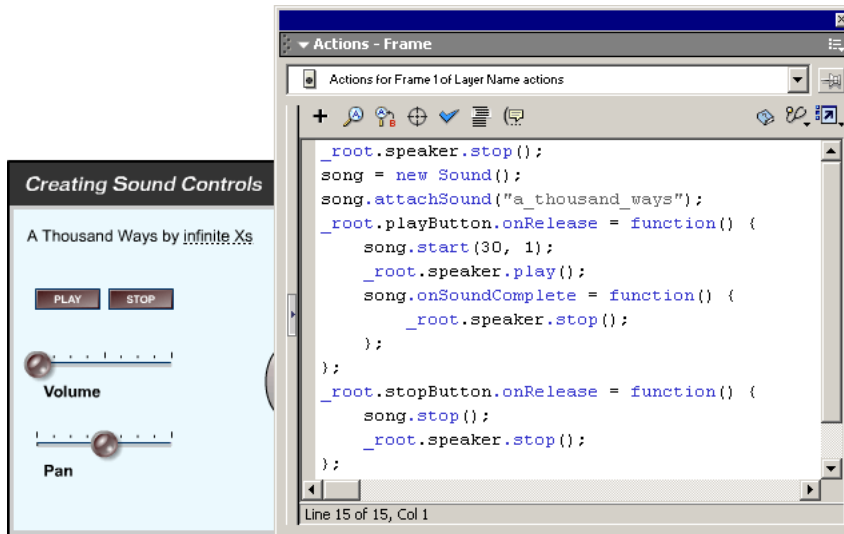 Actions - Frame
Actions for Frame 1 of Layer Name actions
_root.speaker.stop();
song = new Sound();
song.attachSound("a_thousand_ways");
_root.playButton.onRelease = function() {
song.start(30, 1);
_root.speaker.play();
song.onSoundComplete = function() {
_root.speaker.stop();
};
};
_root.stopButton.onRelease = function() {
song.stop();
_root.speaker.stop();
};
Line 15 of 15, Col 1
Creating Sound Controls
A Thousand Ways by infinite Xs
PLAY STOP
Volume
Pan